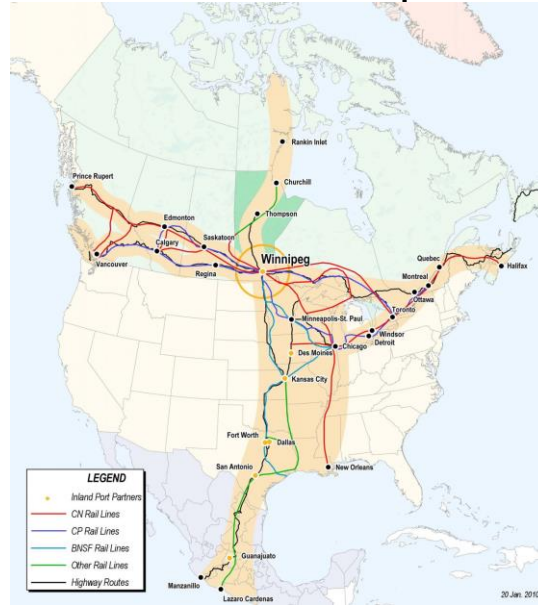 Rankin Inlet
Churchill
Prince Rupert
Thompson
Edmonton
Saskatoon
Calgary
Winnipeg
Vancouver
Regina
Quebec
Montreal
Halifax
Ottawa
Toronto
Minneapolis-St. Paul
Windsor
Detroit
Chicago
Des Moines
Kansas City
Fort Worth
Dallas
San Antonio
New Orleans
LEGEND
Inland Port Partners
CN Rail Lines
CP Rail Lines
BNSF Rail Lines
Other Rail Lines
Highway Routes
Guanajuato
Manzanillo
Lazaro Cardenas
20 Jan. 2010